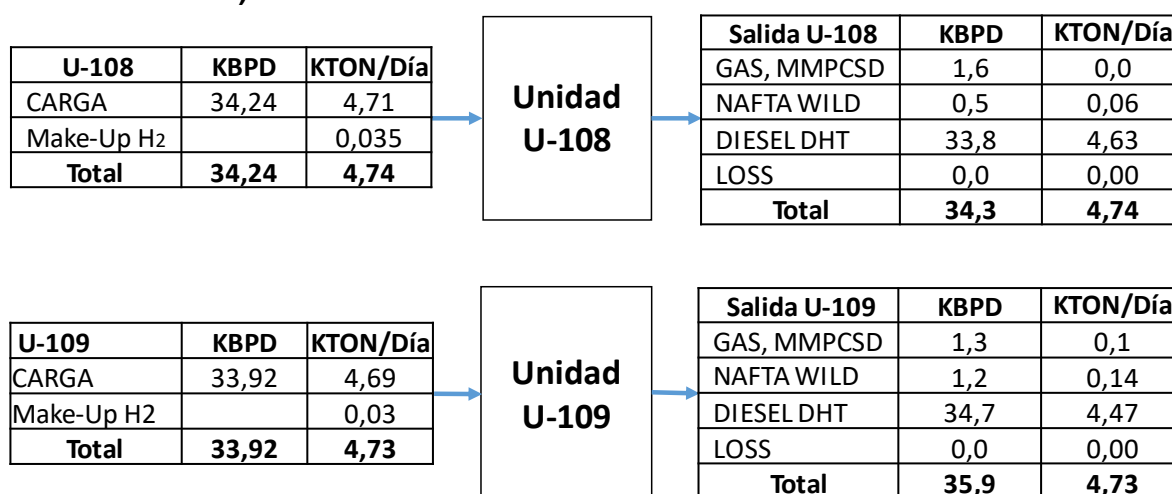 Salida U-108 KBPD KTON/Día
U-108 KBPD KTON/Día
GAS, MMPCSD 1,6 0,0
CARGA 34,24 4,71
NAFTA WILD 0,5 0,06
Make-Up H2 0,035
DIESEL DHT 33,8 4,63
Total 34,24 4,74
LOSS 0,0 0,00
Total 34,3 4,74
Unidad
U-108
Salida U-109 KBPD KTON/Día
U-109 KBPD KTON/Día
GAS, MMPCSD 1,3 0,1
CARGA 33,92 4,69
NAFTA WILD 1,2 0,14
Make-Up H2 0,03
DIESEL DHT 34,7 4,47
Total 33,92 4,73
LOSS 0,0 0,00
Total 35,9 4,73
Unidad
U-109